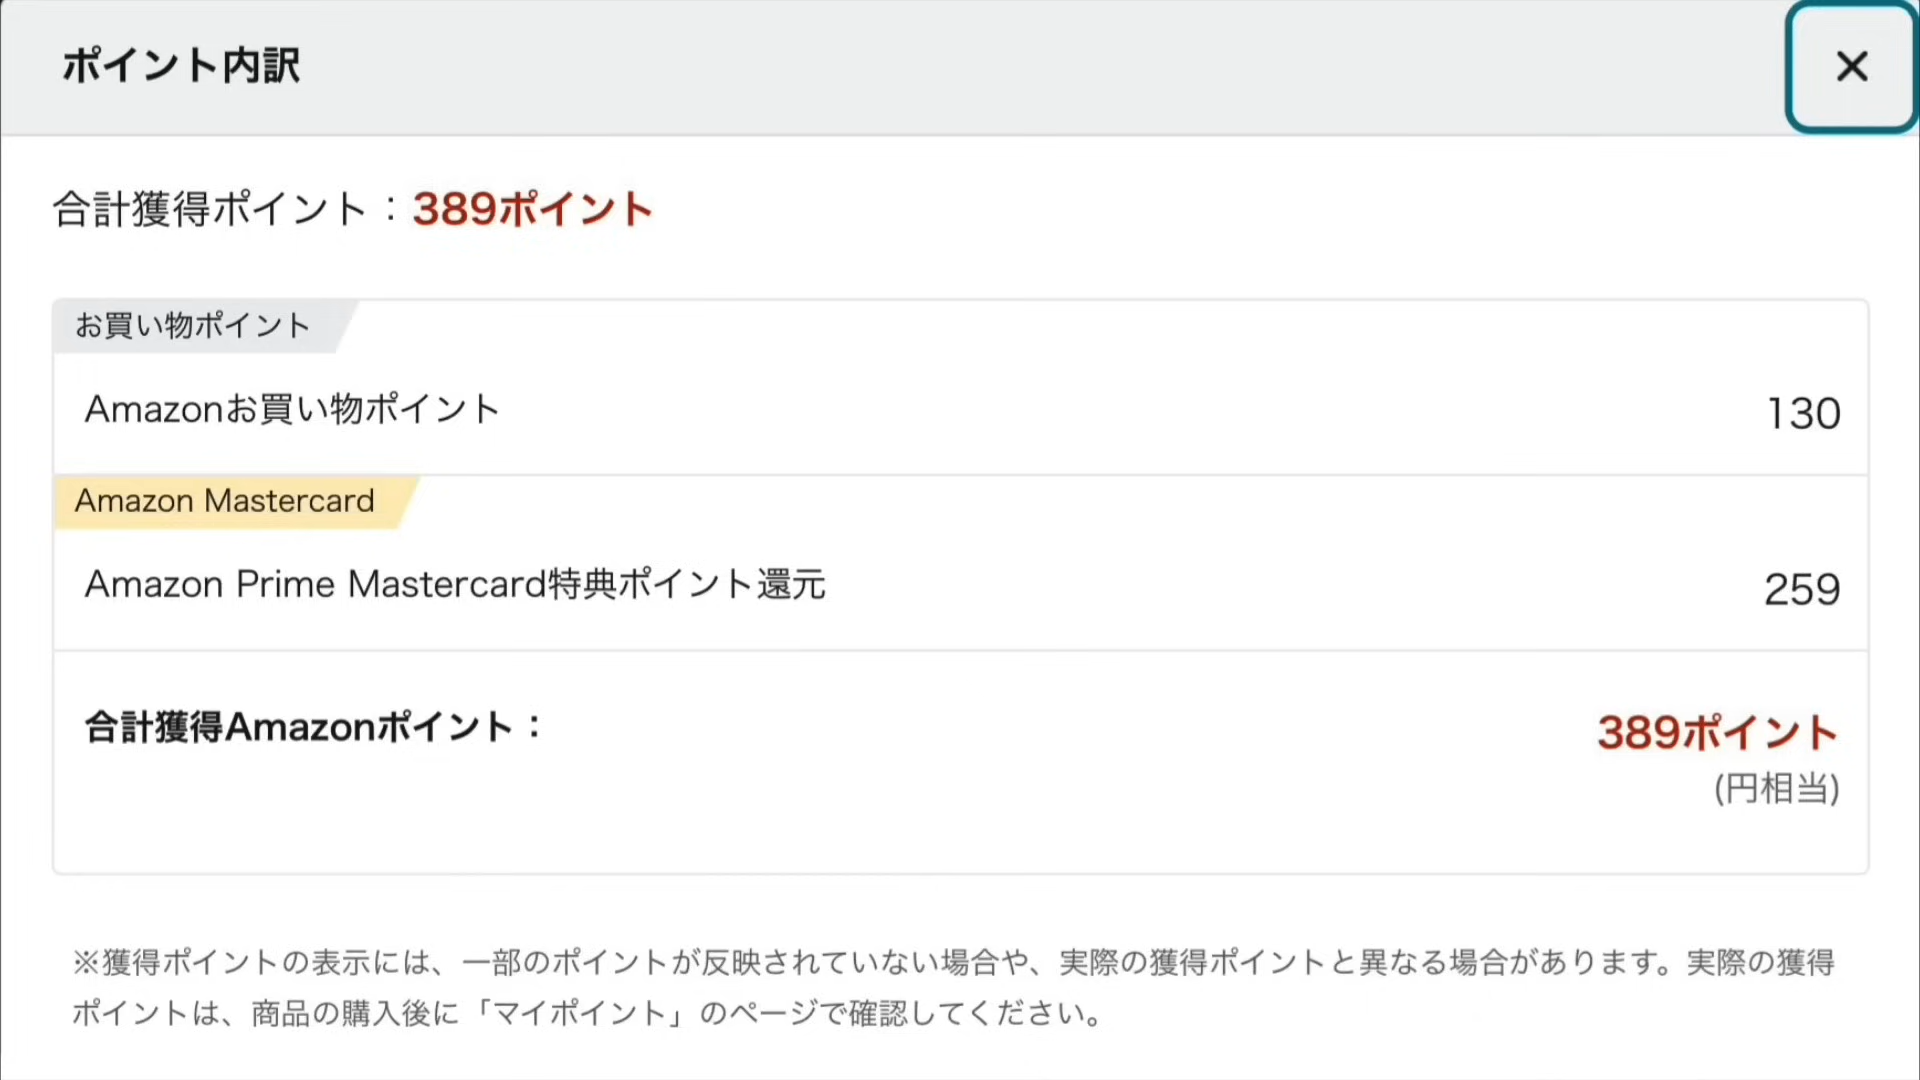 ポイント内訳
合計獲得ポイント：389ポイント
お買い物ポイント
Amazonお買い物ポイント 130
Amazon Mastercard
Amazon Prime Mastercard特典ポイント還元 259
合計獲得Amazonポイント： 389ポイント
(円相当)
※獲得ポイントの表示には、一部のポイントが反映されていない場合や、実際の獲得ポイントと異なる場合があります。実際の獲得
ポイントは、商品の購入後に「マイポイント」のページで確認してください。